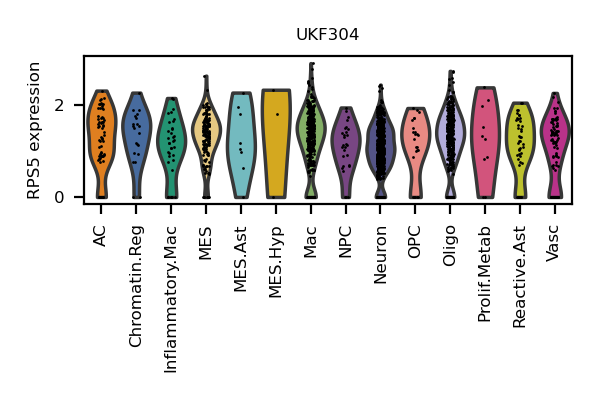 UKF304
RPS5 expression
2
0
AC
Chromatin.Reg
Inflammatory.Mac
MES
MES.Ast
MES.Hyp
Mac
NPC
Neuron
OPC
Oligo
Prolif.Metab
Reactive.Ast
Vasc